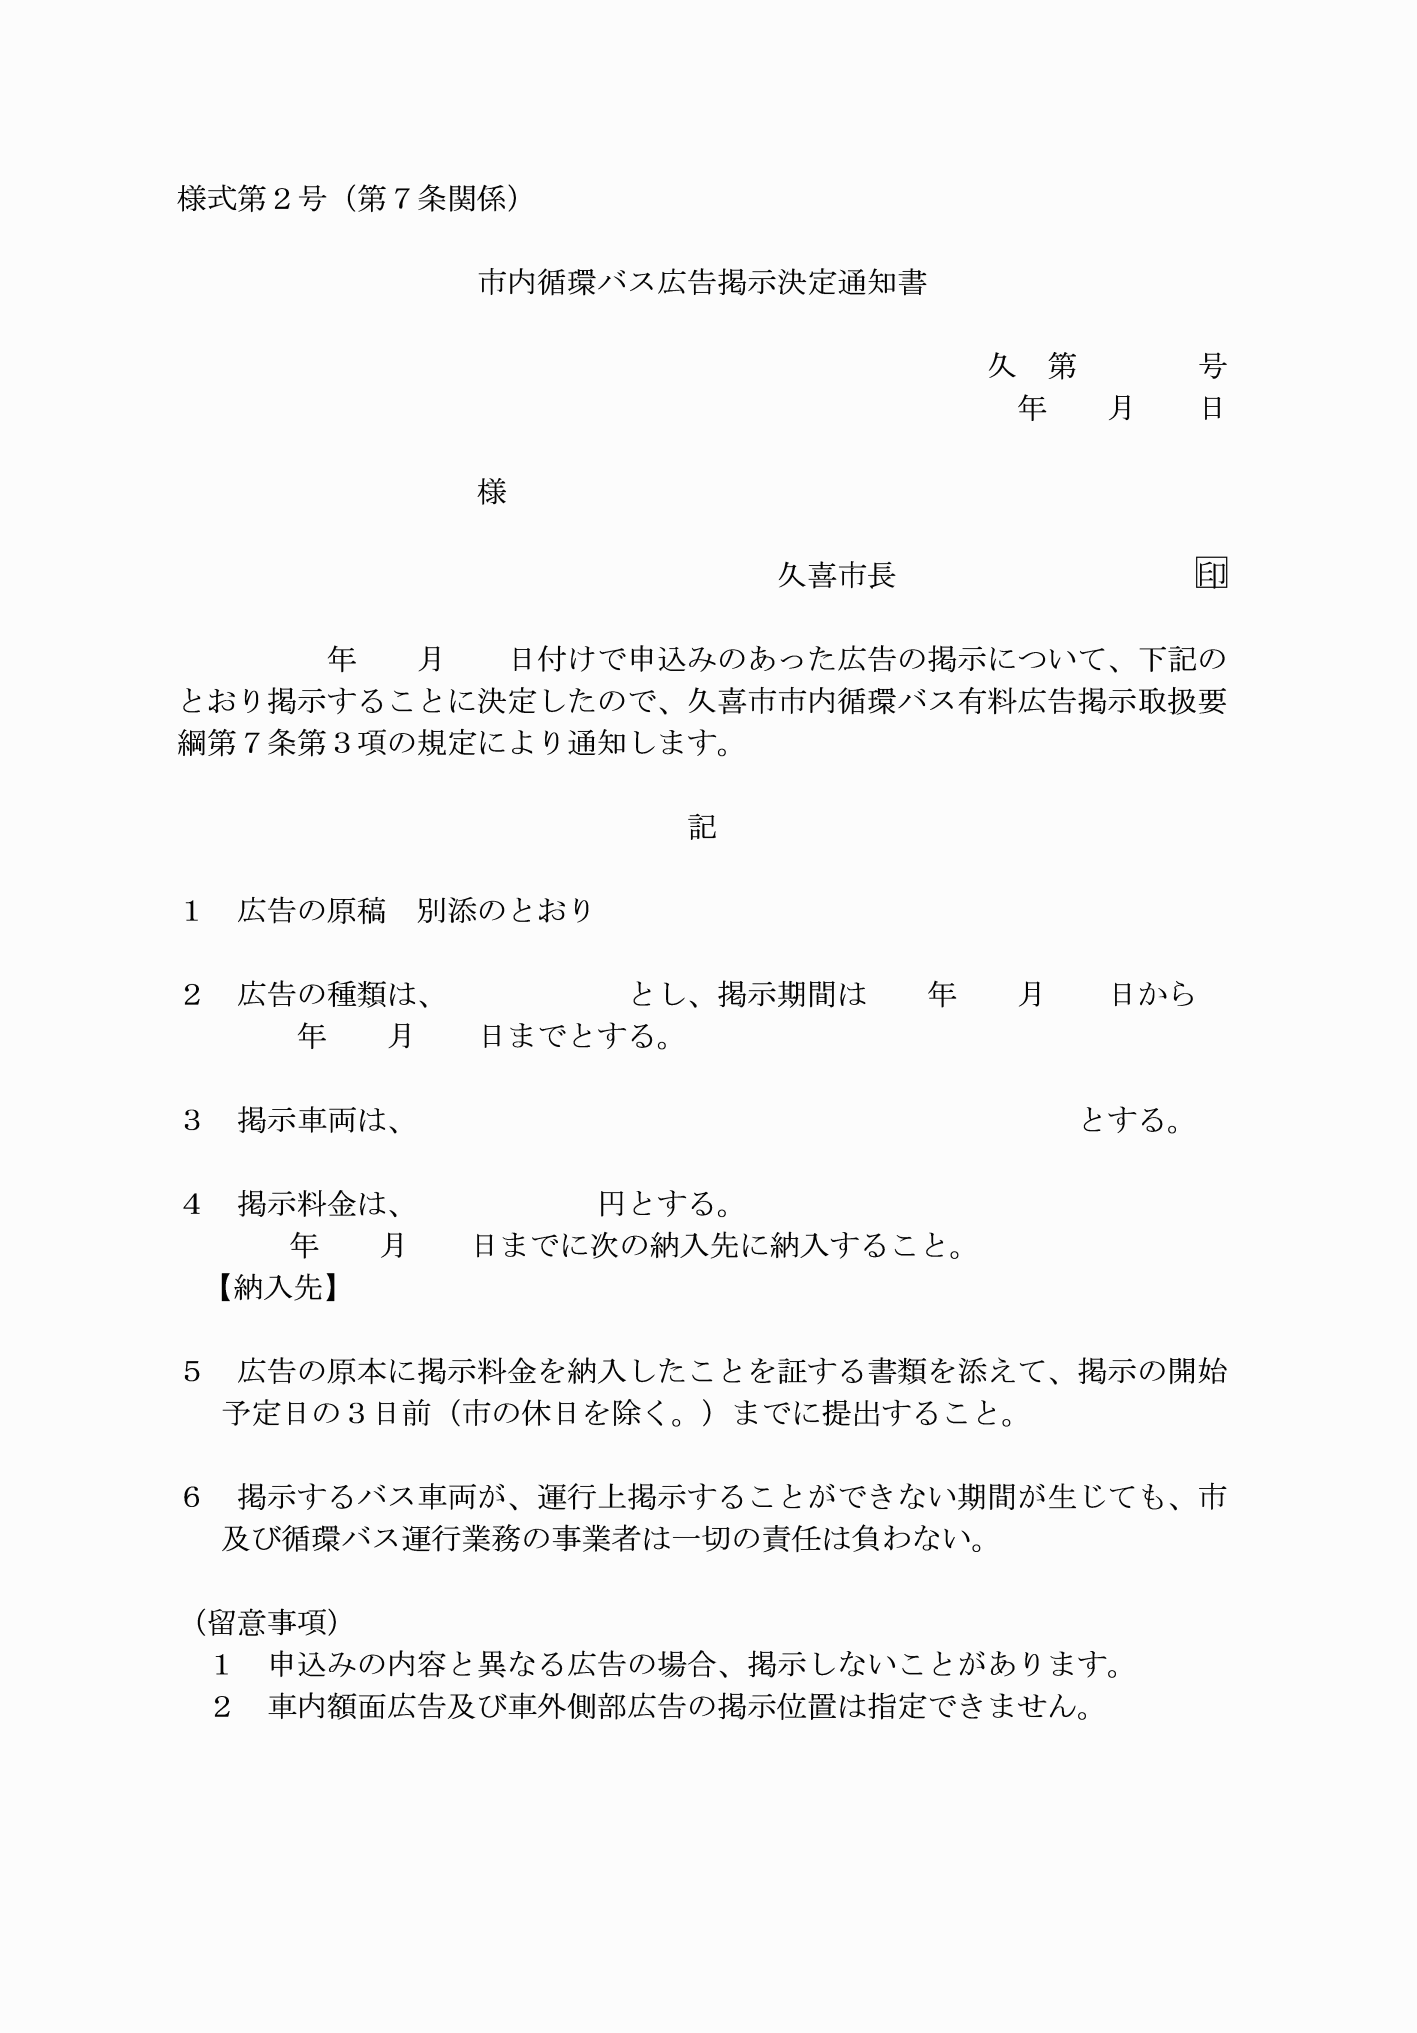 様式第２号（第７条関係）
市内循環バス広告掲示決定通知書
久　第　　　　号
年　　月　　日
様
久喜市長　　　　　　　　　　印
年　　月　　日付けで申込みのあった広告の掲示について、下記の
とおり掲示することに決定したので、久喜市市内循環バス有料広告掲示取扱要
綱第７条第３項の規定により通知します。
記
１　広告の原稿　別添のとおり
２　広告の種類は、　　　　　　　とし、掲示期間は　　年　　月　　日から
年　　月　　日までとする。
３　掲示車両は、　　　　　　　　　　　　　　　　　　　　　　　とする。
４　掲示料金は、　　　　　　　円とする。
年　　月　　日までに次の納入先に納入すること。
【納入先】
５　広告の原本に掲示料金を納入したことを証する書類を添えて、掲示の開始
予定日の３日前（市の休日を除く。）までに提出すること。
６　掲示するバス車両が、運行上掲示することができない期間が生じても、市
及び循環バス運行業務の事業者は一切の責任は負わない。
（留意事項）
１　申込みの内容と異なる広告の場合、掲示しないことがあります。
２　車内額面広告及び車外側部広告の掲示位置は指定できません。